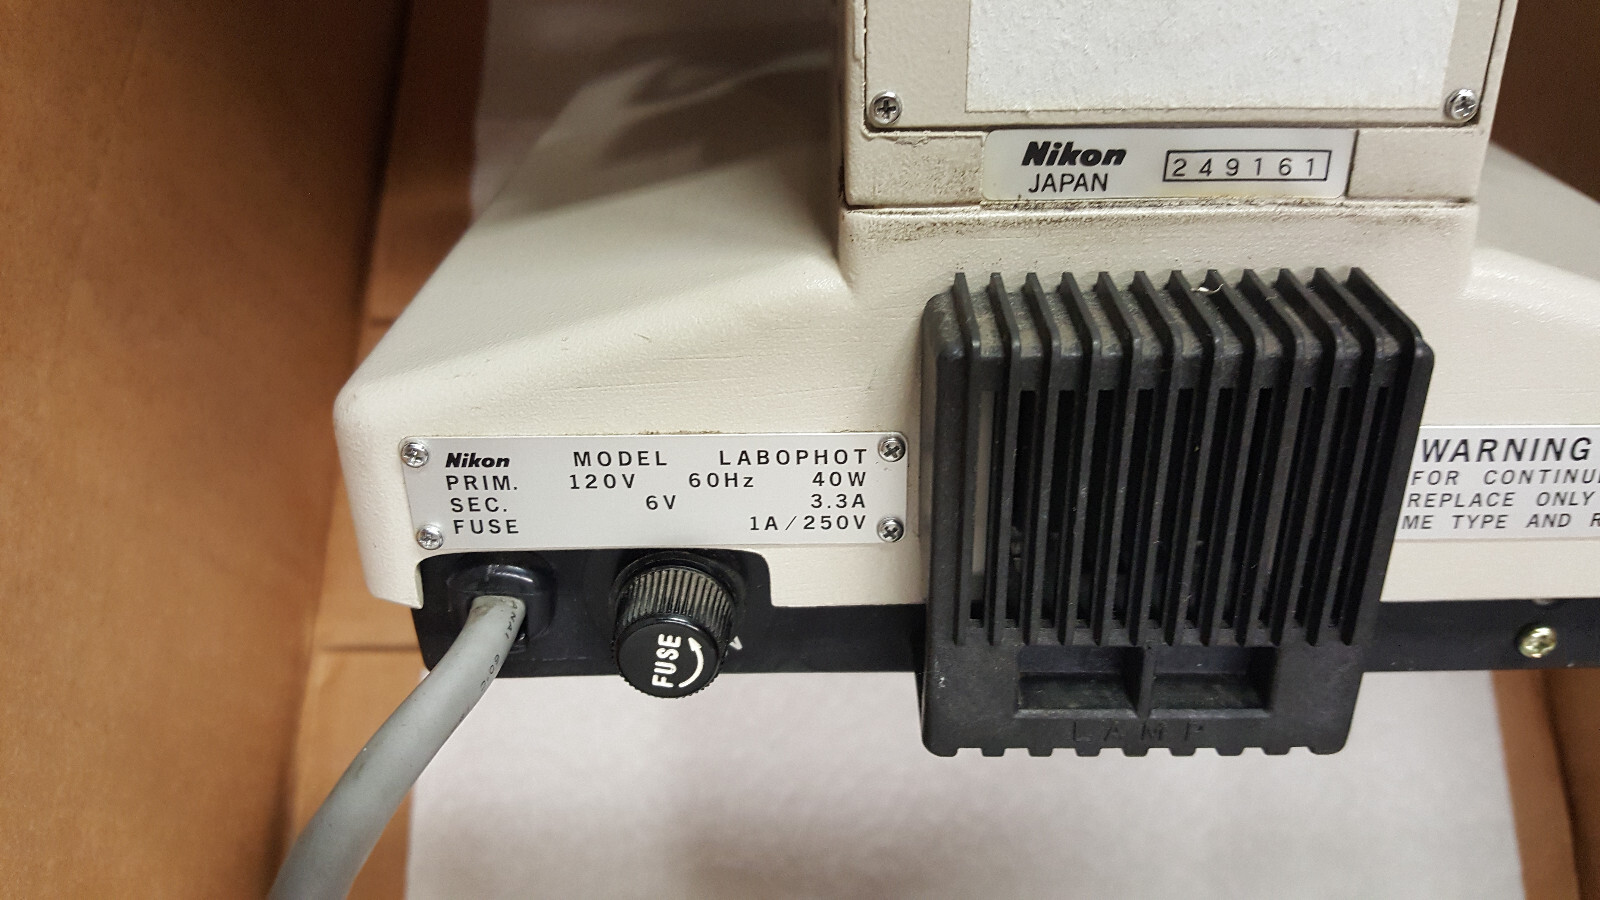 Nikon
JAPAN
249161
Nikon MODEL LABOPHOT
PRIM. 120V 60Hz 40W
SEC. 6V 3.3A
FUSE 1A/250V
WARNING
FOR CONTINU
REPLACE ONLY
ME TYPE AND R
FUSE
LAMP